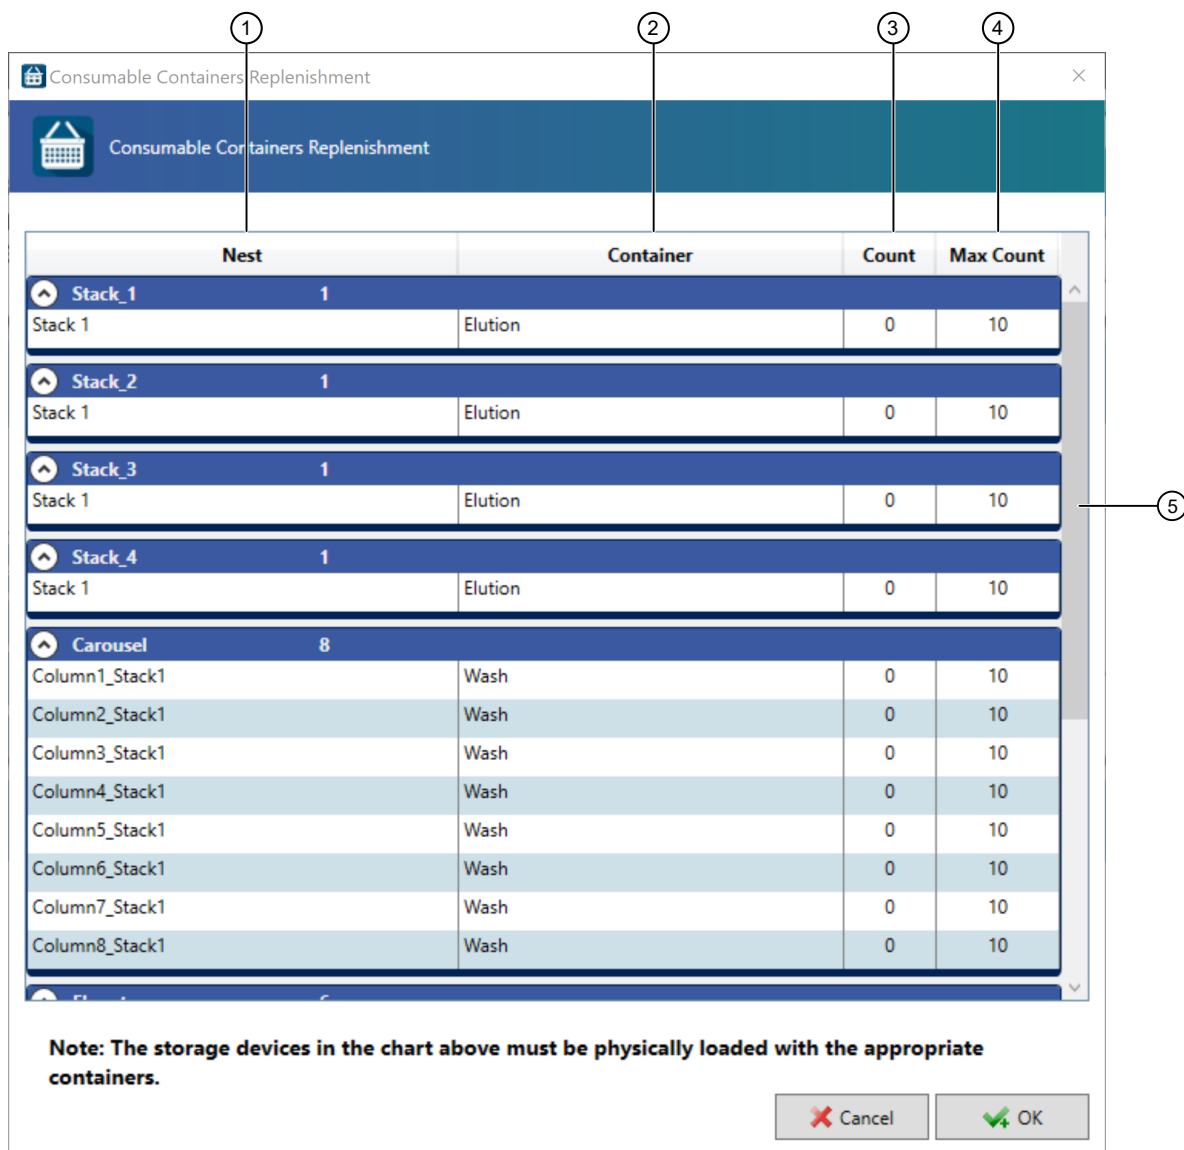 1 2 3 4
Consumable Containers Replenishment
Consumable Containers Replenishment
Nest Container Count Max Count
Stack_1 1
Stack 1 Elution 0 10
Stack_2 1
Stack 1 Elution 0 10
Stack_3 1
Stack 1 Elution 0 10
5
Stack_4 1
Stack 1 Elution 0 10
Carousel 8
Column1_Stack1 Wash 0 10
Column2_Stack1 Wash 0 10
Column3_Stack1 Wash 0 10
Column4_Stack1 Wash 0 10
Column5_Stack1 Wash 0 10
Column6_Stack1 Wash 0 10
Column7_Stack1 Wash 0 10
Column8_Stack1 Wash 0 10
Note: The storage devices in the chart above must be physically loaded with the appropriate
containers.
Cancel OK